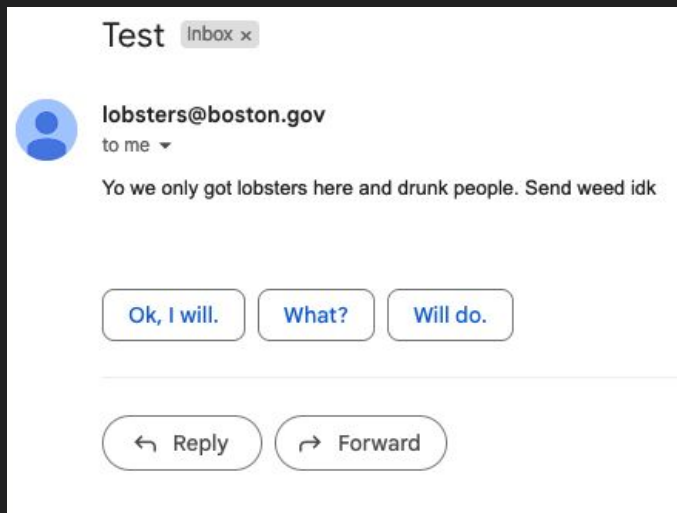 Test Inbox x
lobsters@boston.gov
to me
Yo we only got lobsters here and drunk people. Send weed idk
Ok, I will. What? Will do.
Reply Forward